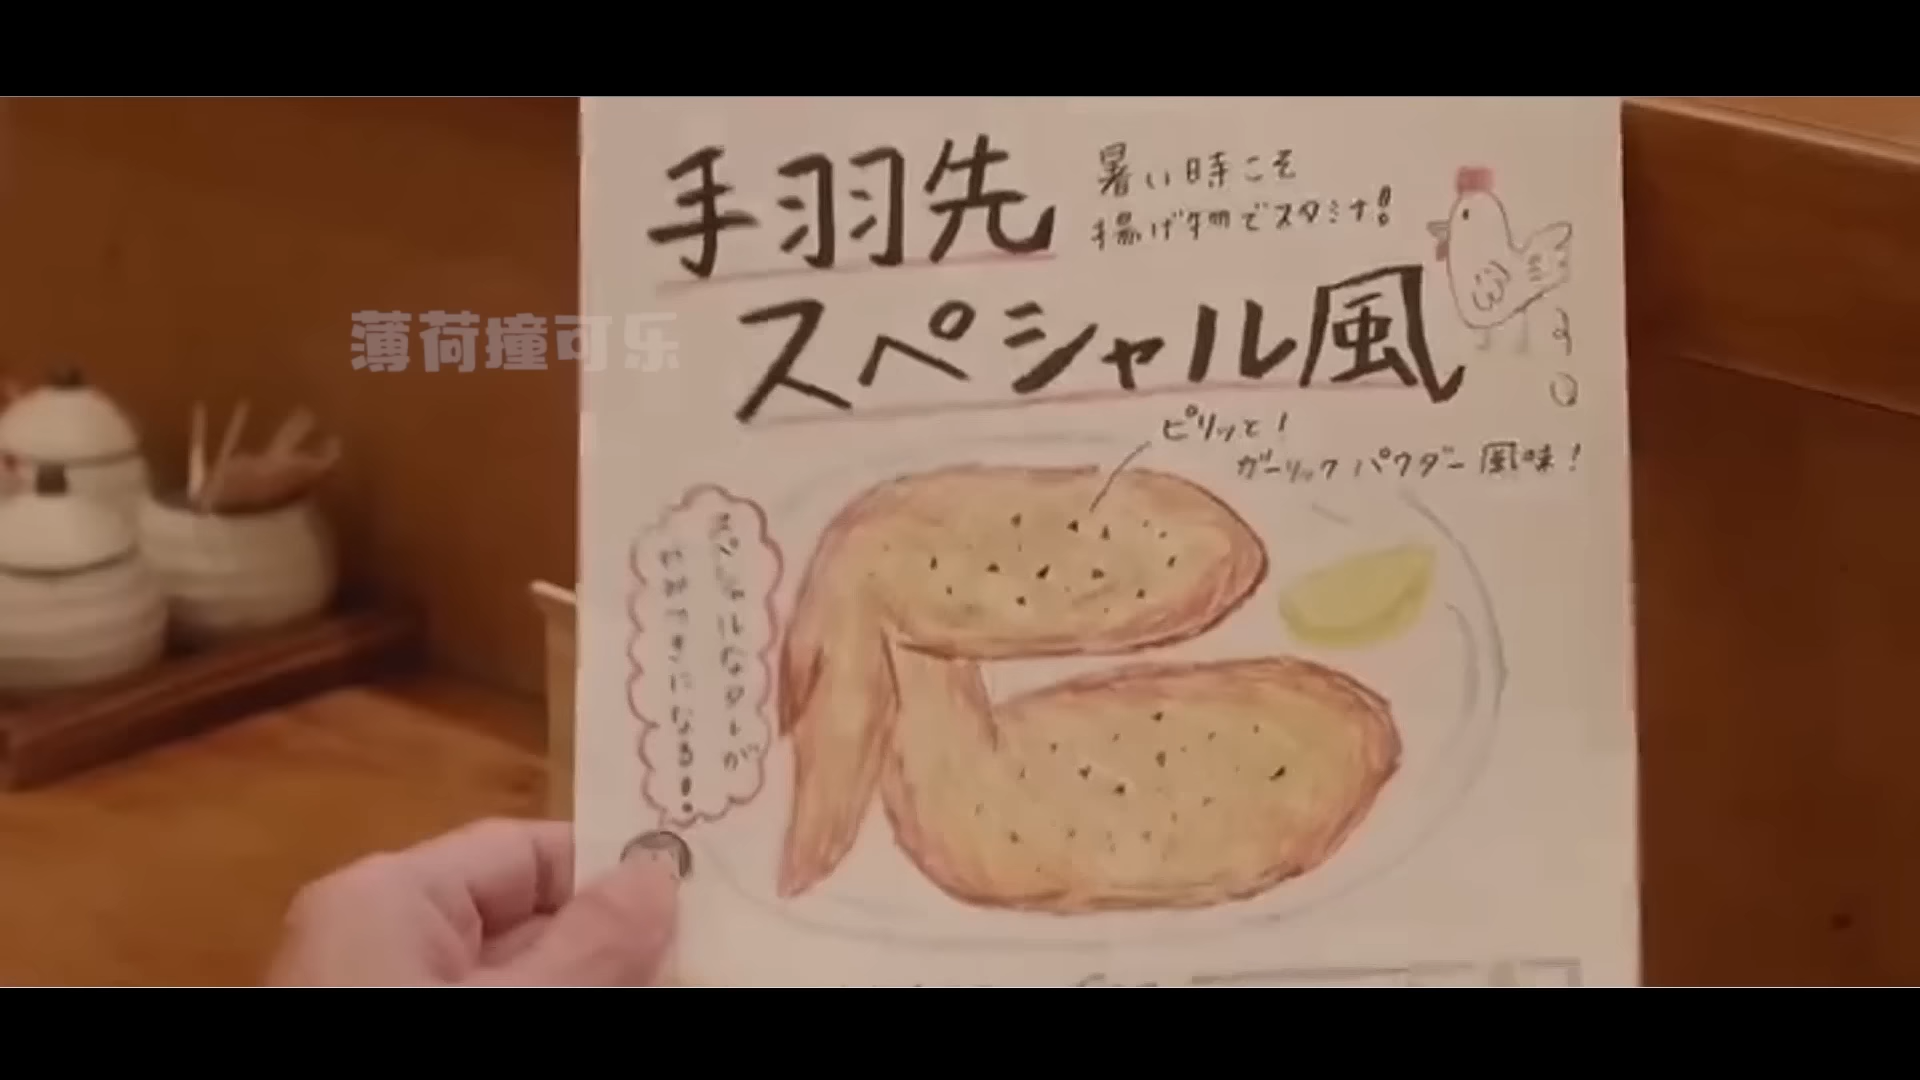 手羽先
暑い時こそ
揚げ物でスタミナ!
スペシャル風
薄荷撞可乐
ピリッと!
ガーリックパウダー風味!
スペシャルなタレが
やみつきになる!